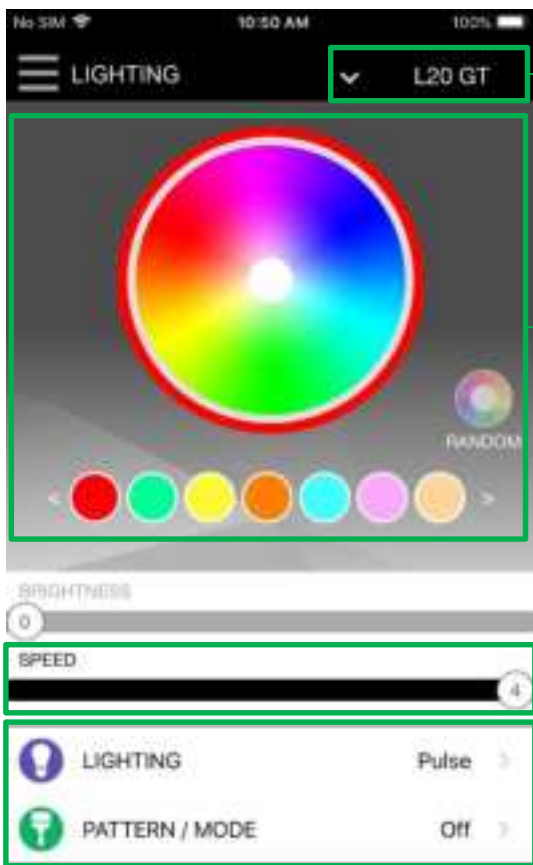 No SIM 10:50 AM 100%
LIGHTING L20 GT
RANDOM
< >
BRIGHTNESS
0
SPEED
4
LIGHTING Pulse >
PATTERN / MODE Off >